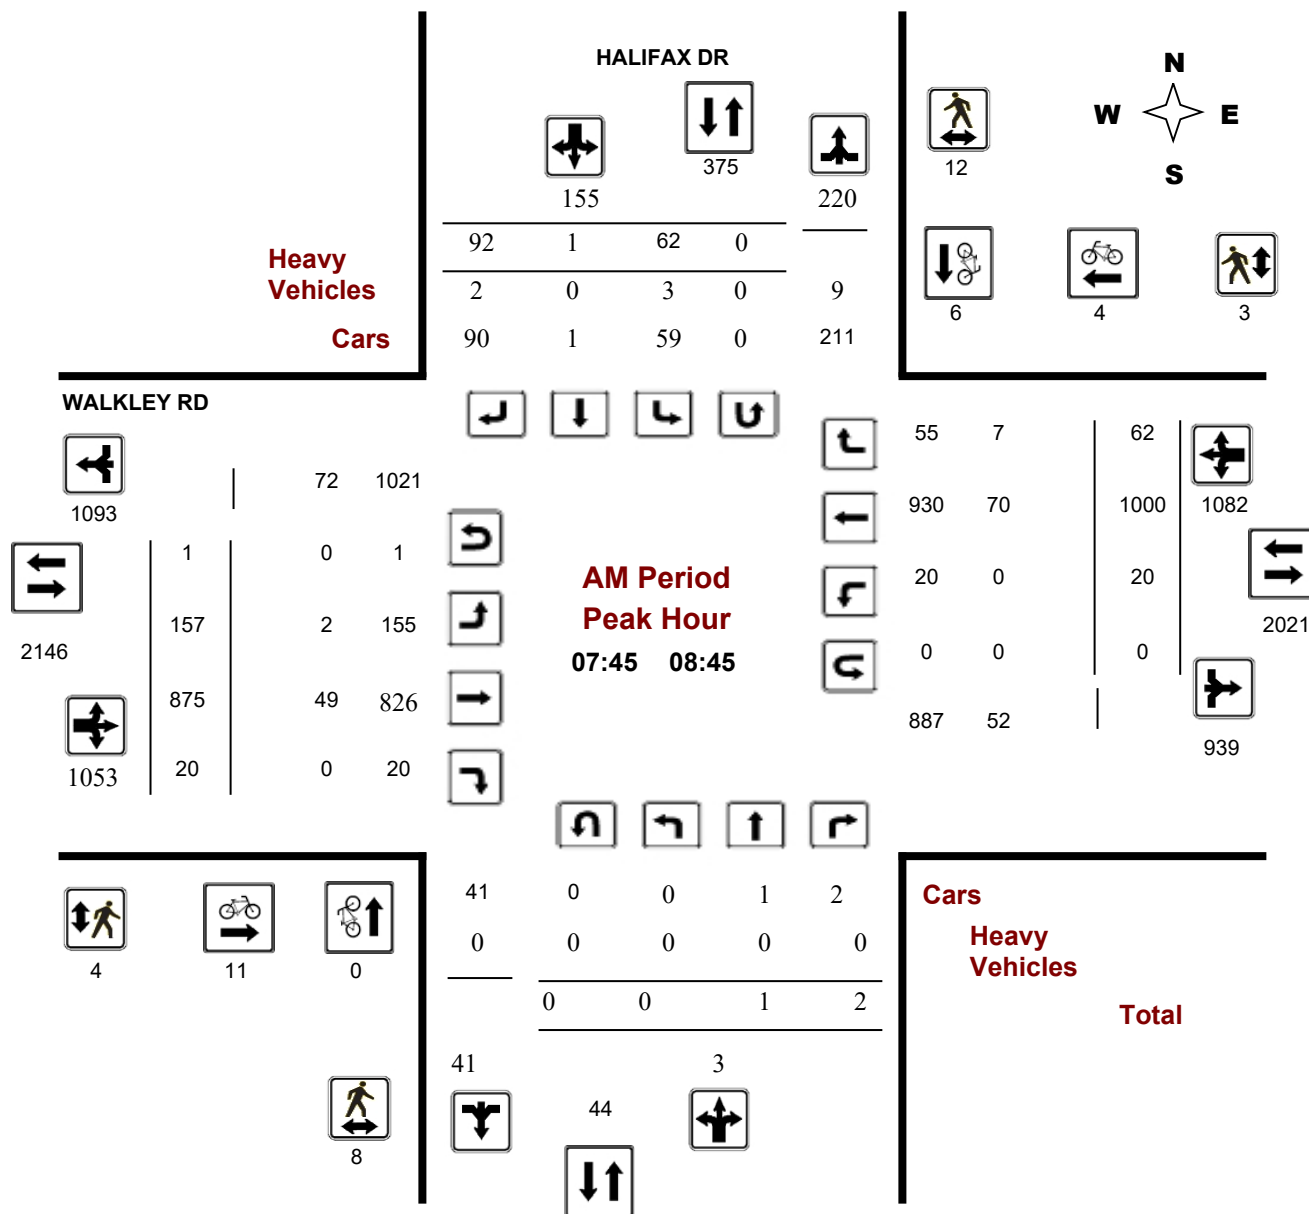 HALIFAX DR
N
W E
S
375
12
155
220
92 1 62 0
Heavy
Vehicles
2 0 3 0 9
Cars
90 1 59 0 211
6 4 3
WALKLEY RD
55 7 62
72 1021
1093
930 70 1000 1082
1 0 1
AM Period
Peak Hour
07:45 08:45
20 0 20
157 2 155
2021
2146
0 0 0
875 49 826
887 52
939
1053
20 0 20
41 0 0 1 2
Cars
0 0 0 0 0
Heavy
Vehicles
4 11 0
0 0 1 2
Total
41 3
44
8